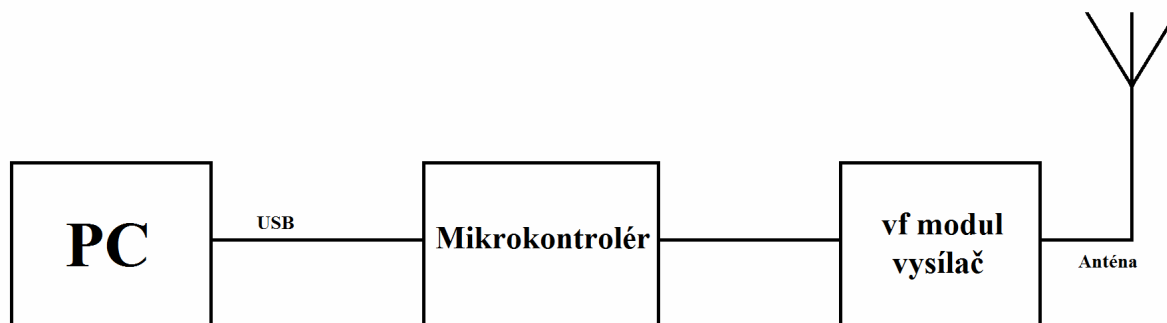 PC
USB
Mikrokontrolér
vf modul
vysílač
Anténa